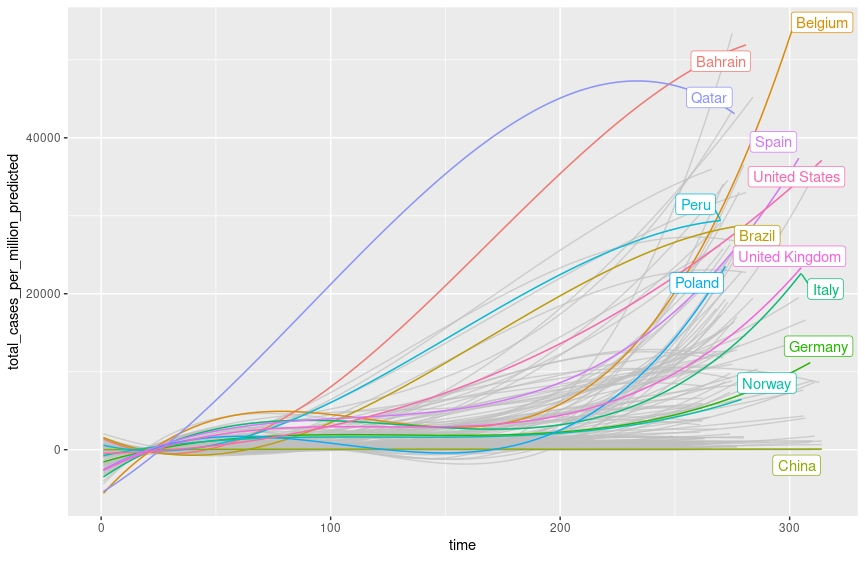 Belgium
Bahrain
Qatar
40000
Spain
United States
Peru
Brazil
United Kingdom
Poland
Italy
20000
Germany
Norway
0
China
0
100
200
300
time
total_cases_per_million_predicted